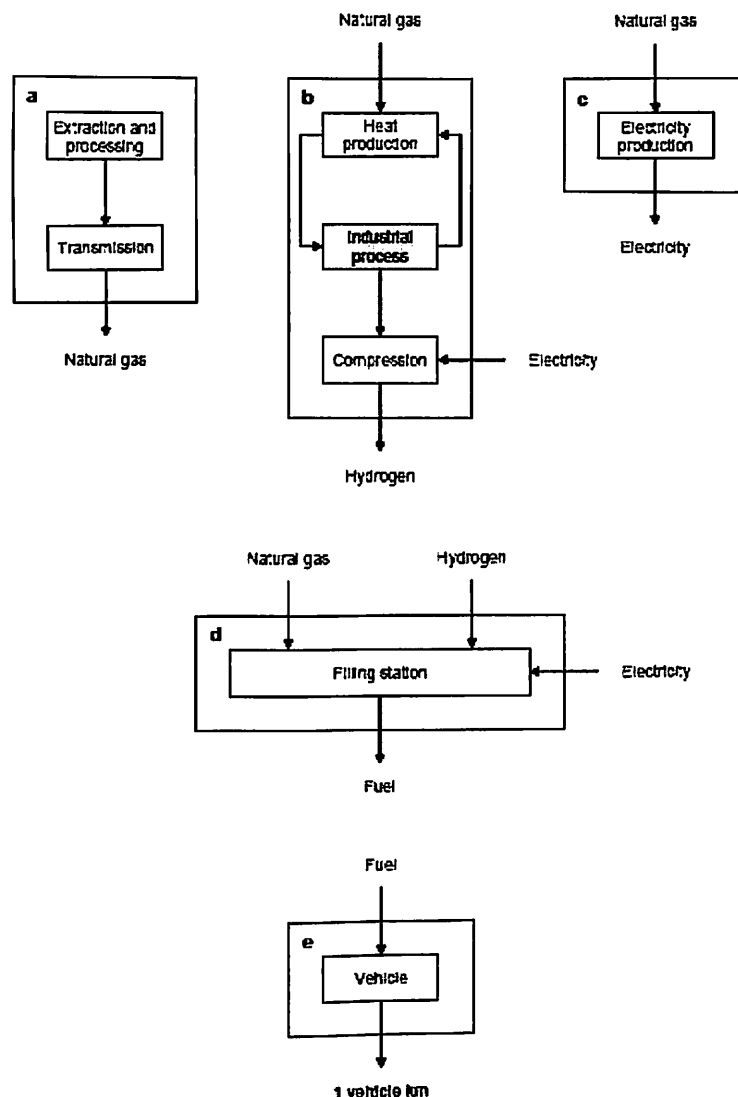 Natural gas
Natural gas
a
b
c
Extraction and
processing
Heat
production
Electricity
production
Transmission
Industrial
process
Electricity
Natural gas
Compression
Electricity
Hydrogen
Natural gas
Hydrogen
d
Filling station
Electricity
Fuel
Fuel
e
Vehicle
1 vehicle km